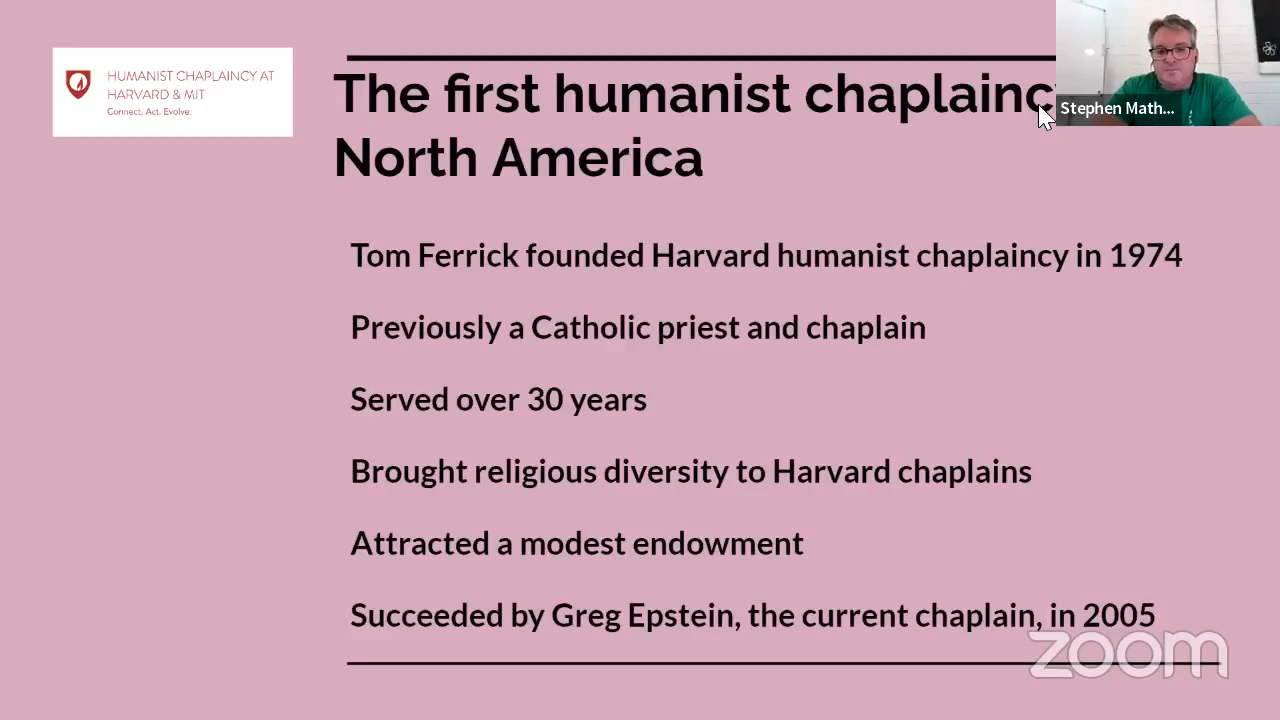 HUMANIST CHAPLAINCY AT
HARVARD & MIT
Connect. Act. Evolve.
The first humanist
North America
Stephen Math...
Tom Ferrick founded Harvard humanist chaplaincy in 1974
Previously a Catholic priest and chaplain
Served over 30 years
Brought religious diversity to Harvard chaplains
Attracted a modest endowment
Succeeded by Greg Epstein, the current chaplain, in 2005
zoom